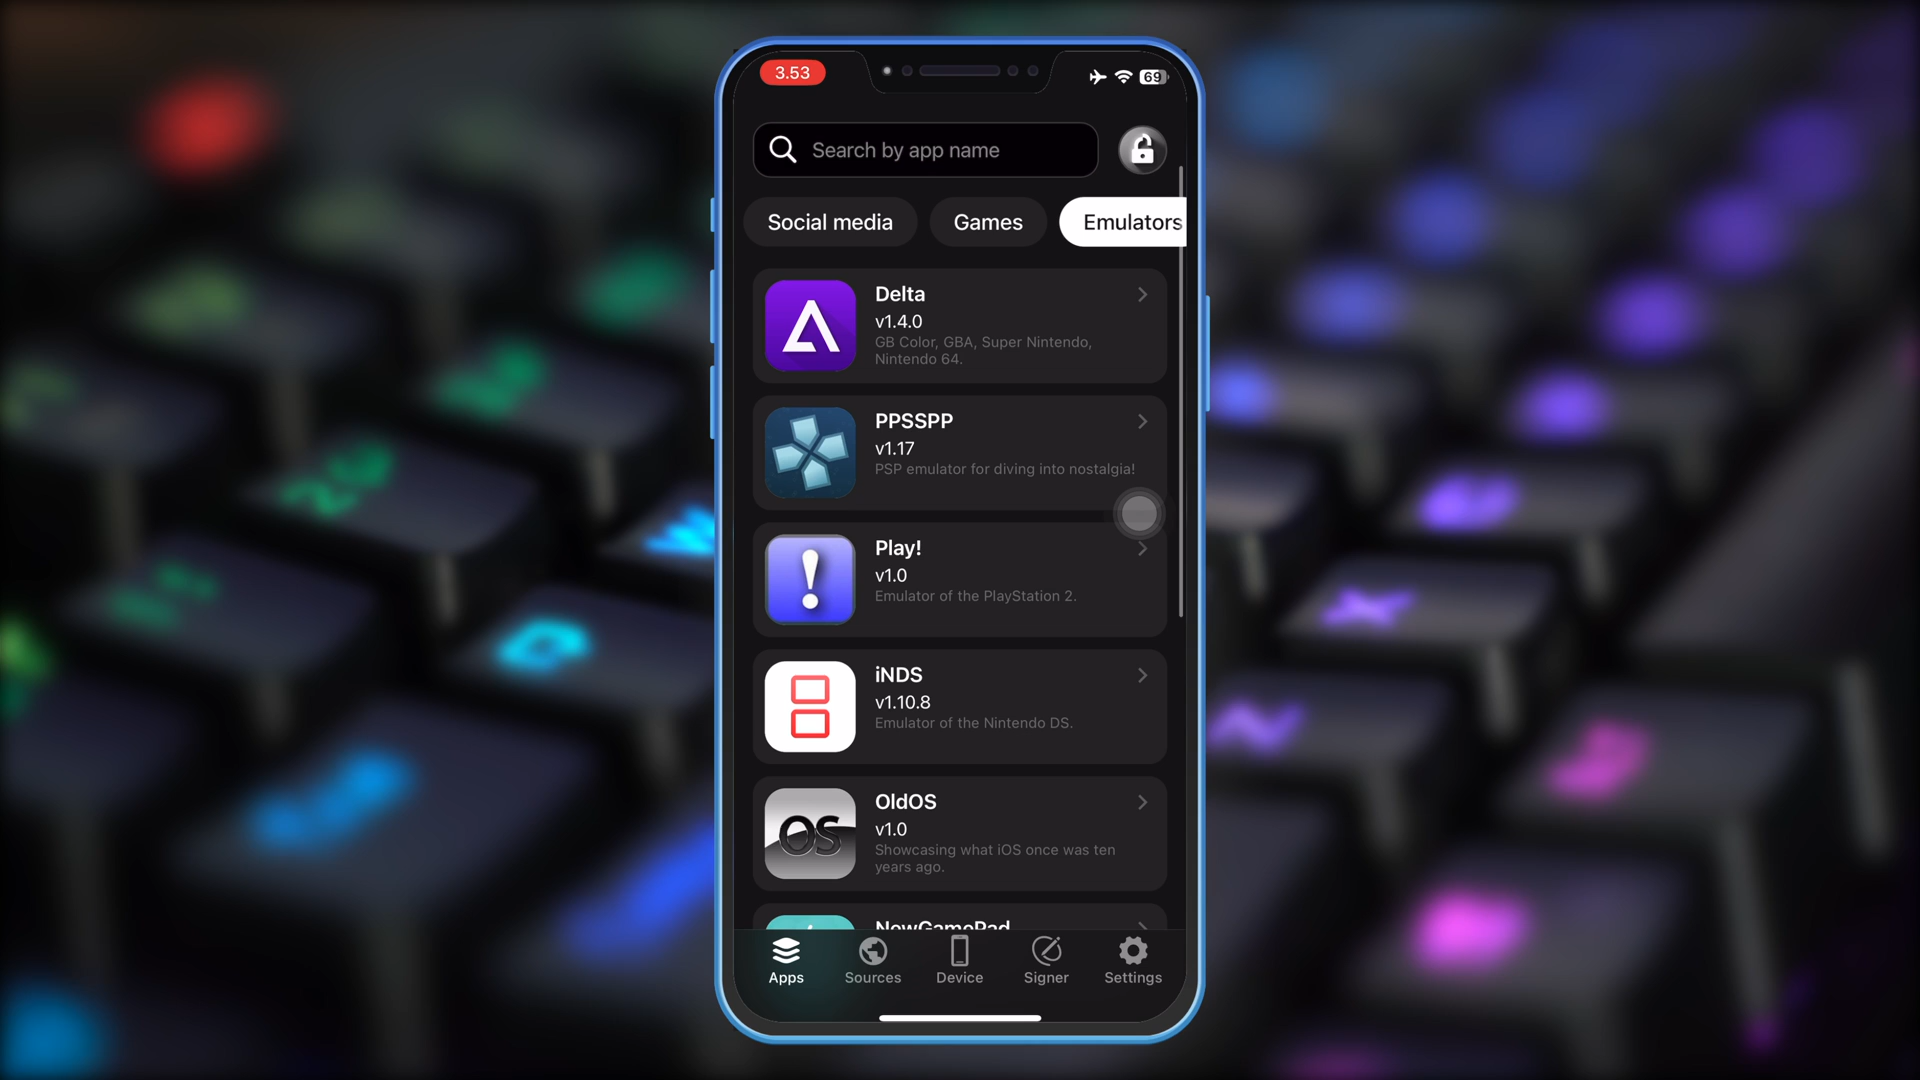 3.53
69
Search by app name
Social media
Games
Emulators
Delta
v1.4.0
GB Color, GBA, Super Nintendo,
Nintendo 64.
PPSSPP
v1.17
PSP emulator for diving into nostalgia!
Play!
v1.0
Emulator of the PlayStation 2.
iNDS
v1.10.8
Emulator of the Nintendo DS.
OS
OldOS
v1.0
Showcasing what iOS once was ten
years ago.
NewGamePad
Apps
Sources
Device
Signer
Settings
D
X
N